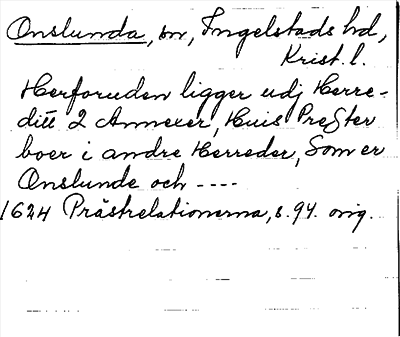 Onslunda, sn, Ingelstads hd,
Krist. l.
Herforuden ligger udj Herre-
ditt 2 Annexer, Huis Prester
boer i andre Herreder, Som er
Onslunde och ----
1624 Prästrelationerna, s. 94. orig.